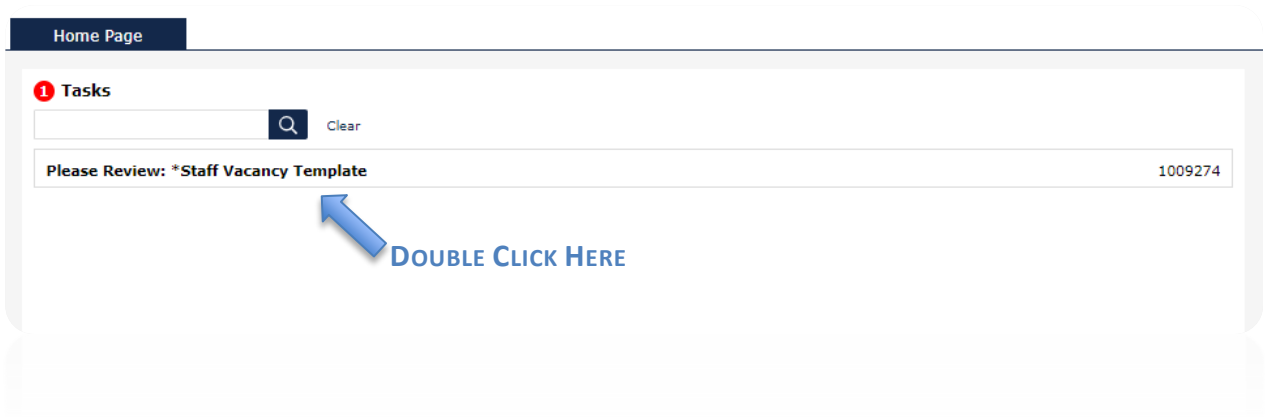 Home Page
1 Tasks
Clear
Please Review: *Staff Vacancy Template 1009274
DOUBLE CLICK HERE